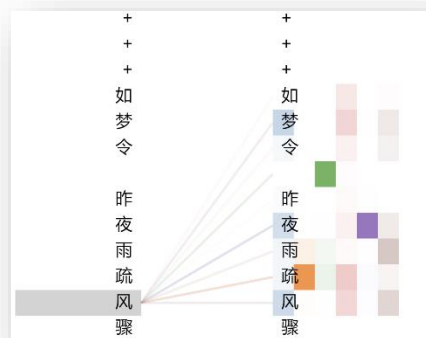 + +
+ +
+ +
如 如
梦 梦
令 令
昨 昨
夜 夜
雨 雨
疏 疏
风 风
骤 骤